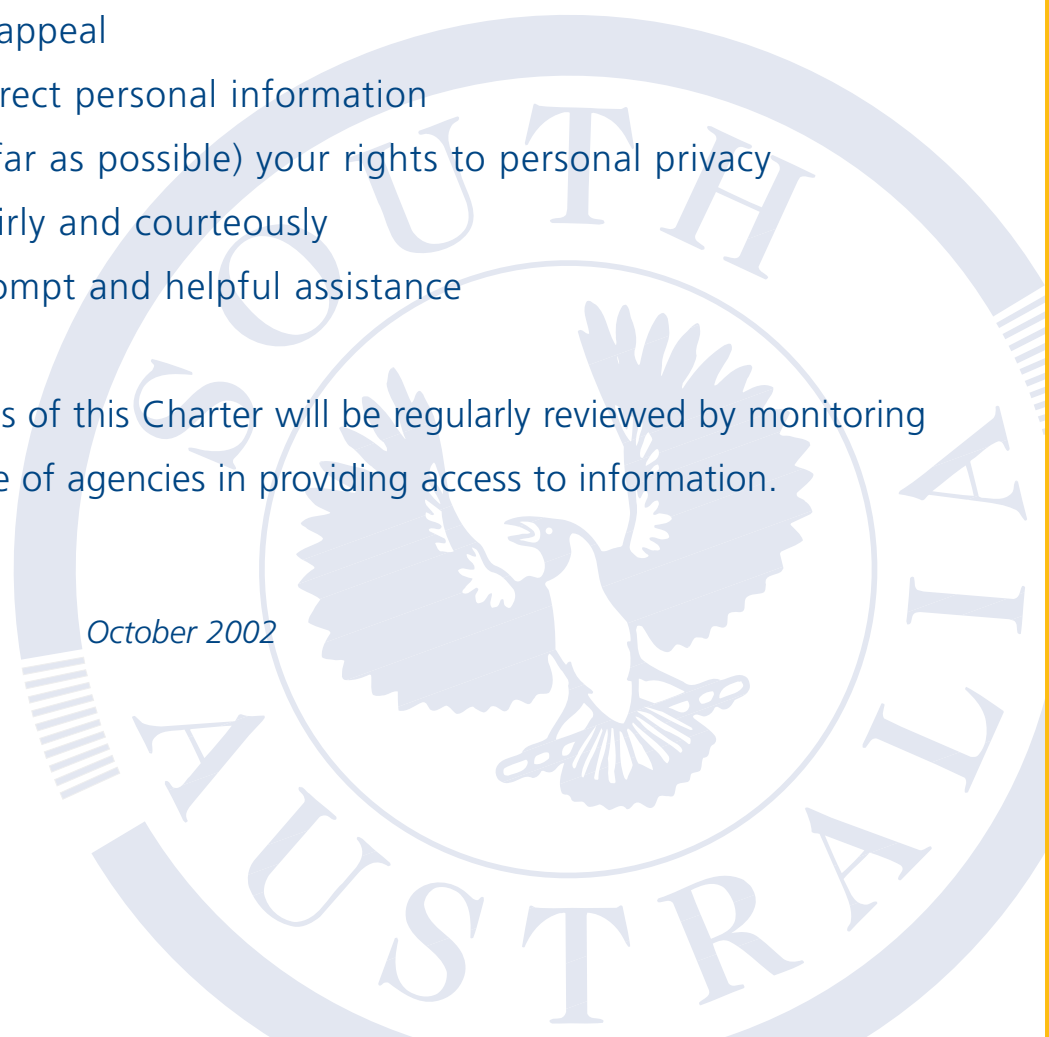 appeal
rect personal information
far as possible) your rights to personal privacy
irly and courteously
ompt and helpful assistance
s of this Charter will be regularly reviewed by monitoring
e of agencies in providing access to information.
October 2002
SOUTH
AUSTRALIA